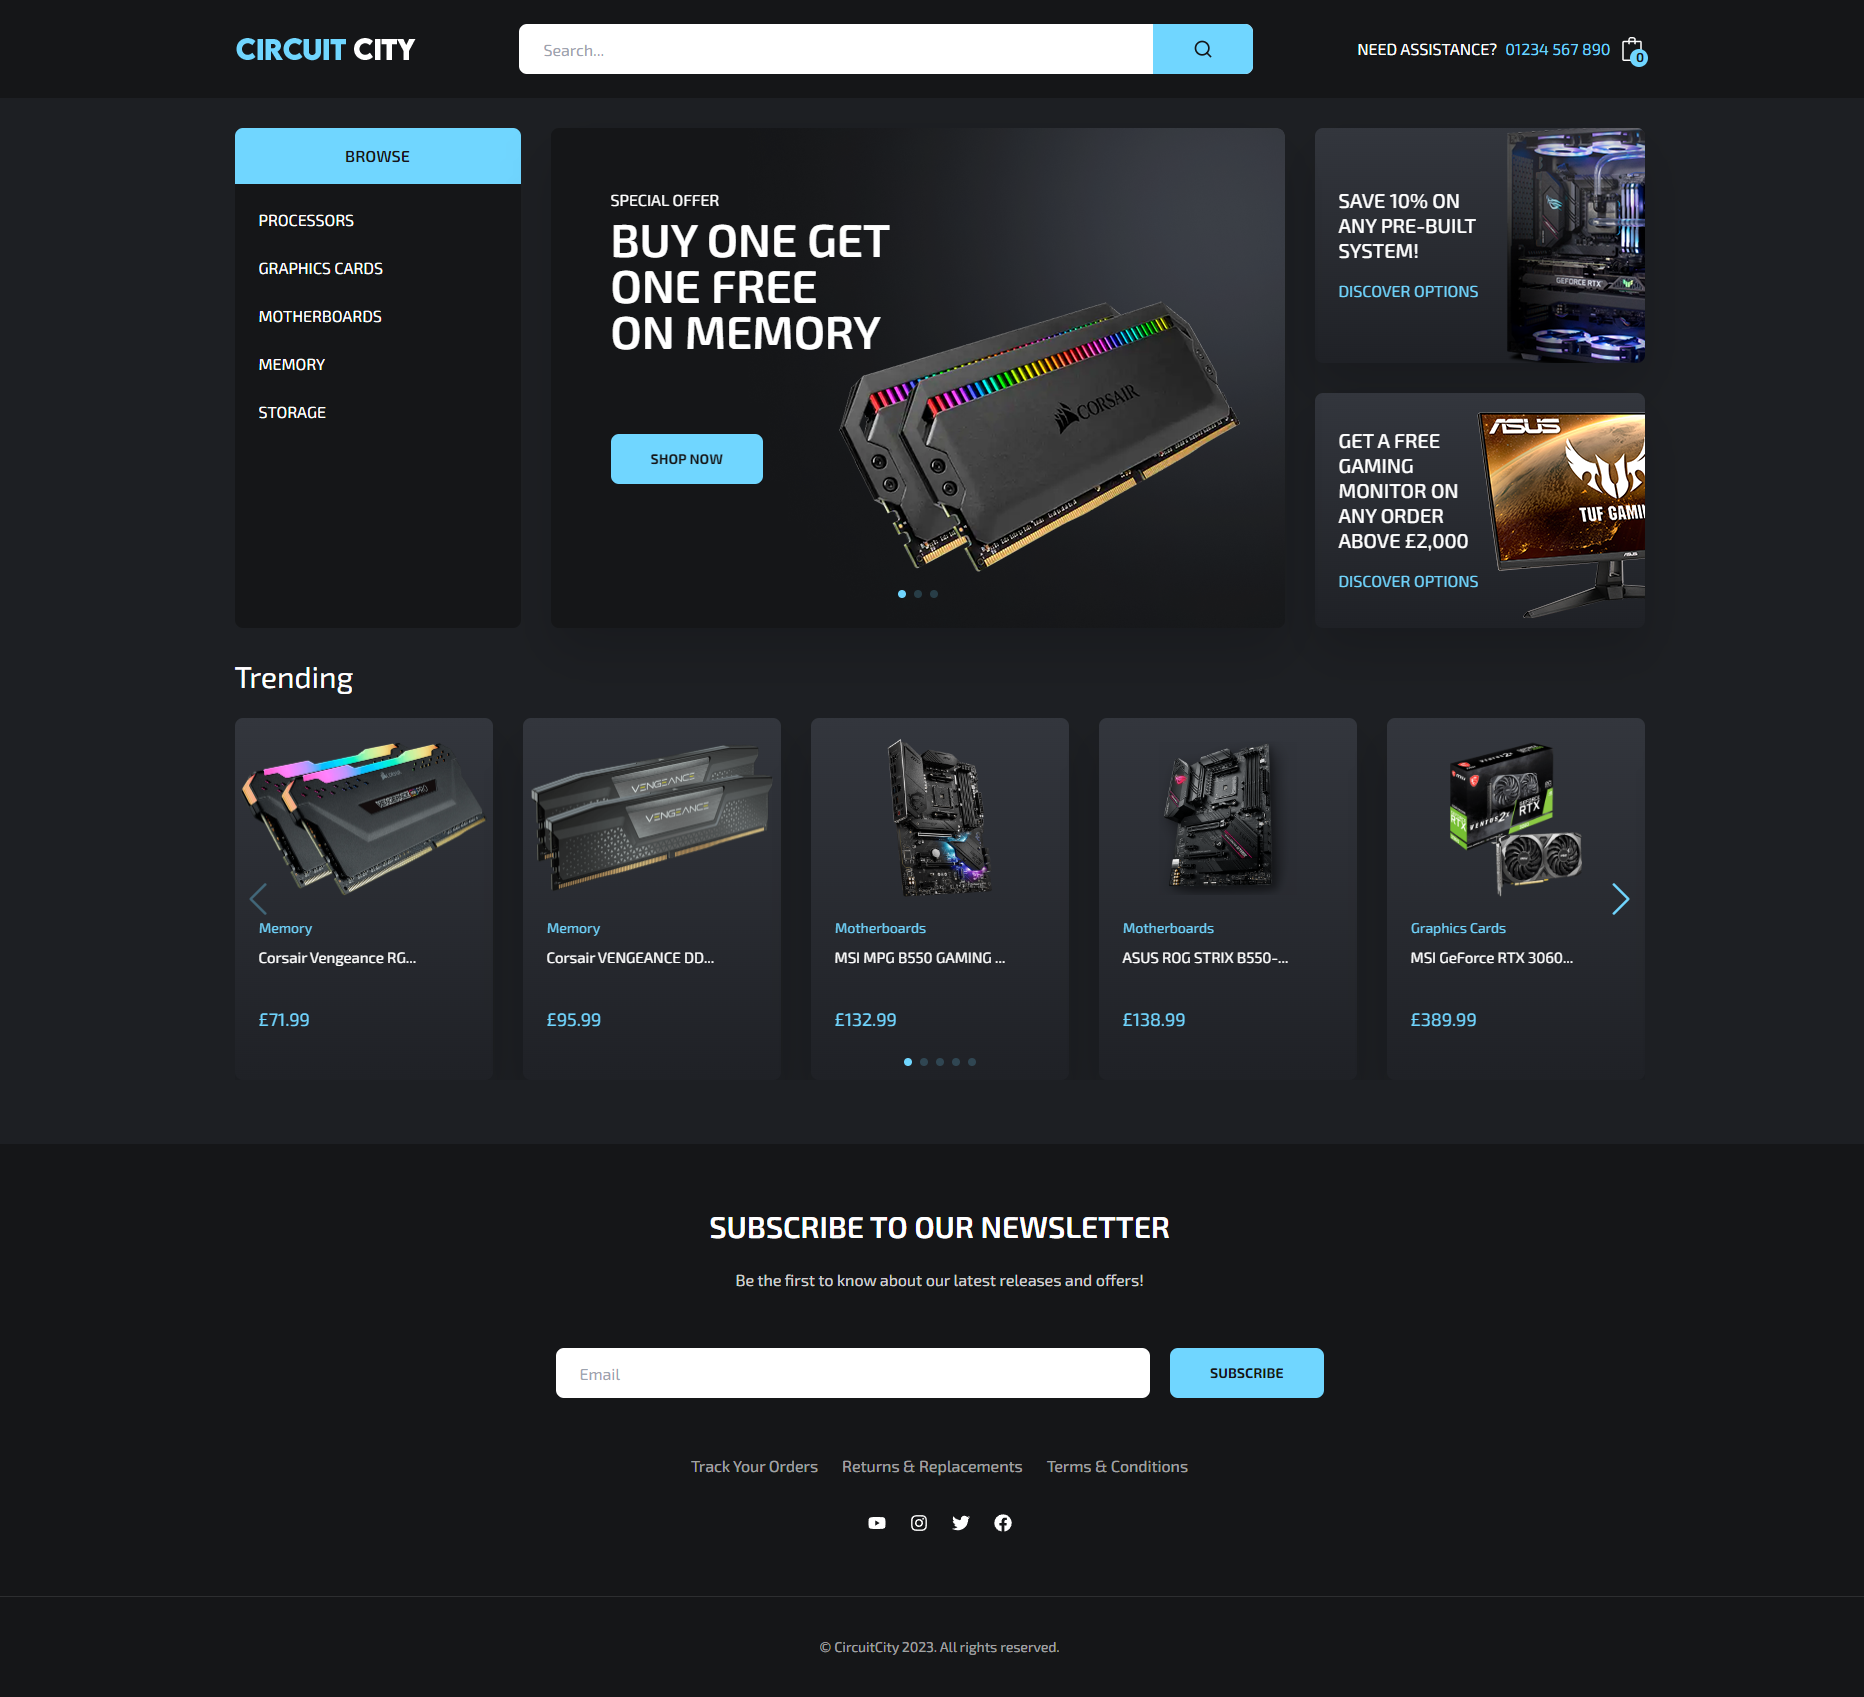 CIRCUIT CITY
Search...
NEED ASSISTANCE? 01234 567 890
0
BROWSE
PROCESSORS
GRAPHICS CARDS
MOTHERBOARDS
MEMORY
STORAGE
SPECIAL OFFER
BUY ONE GET
ONE FREE
ON MEMORY
SHOP NOW
CORSAIR
SAVE 10% ON
ANY PRE-BUILT
SYSTEM!
DISCOVER OPTIONS
GEFORCE RTX
GET A FREE
GAMING
MONITOR ON
ANY ORDER
ABOVE £2,000
DISCOVER OPTIONS
ASUS
TUF GAMI
ASUS
Trending
PRO
Memory
Corsair Vengeance RG...
£71.99
VENGEANCE
VENGEANCE
Memory
Corsair VENGEANCE DD...
£95.99
Motherboards
MSI MPG B550 GAMING ...
£132.99
Motherboards
ASUS ROG STRIX B550-...
£138.99
GEFORCE
RTX
VENTUS 2X
RTX
Graphics Cards
MSI GeForce RTX 3060...
£389.99
SUBSCRIBE TO OUR NEWSLETTER
Be the first to know about our latest releases and offers!
Email
SUBSCRIBE
Track Your Orders Returns & Replacements Terms & Conditions
© CircuitCity 2023. All rights reserved.